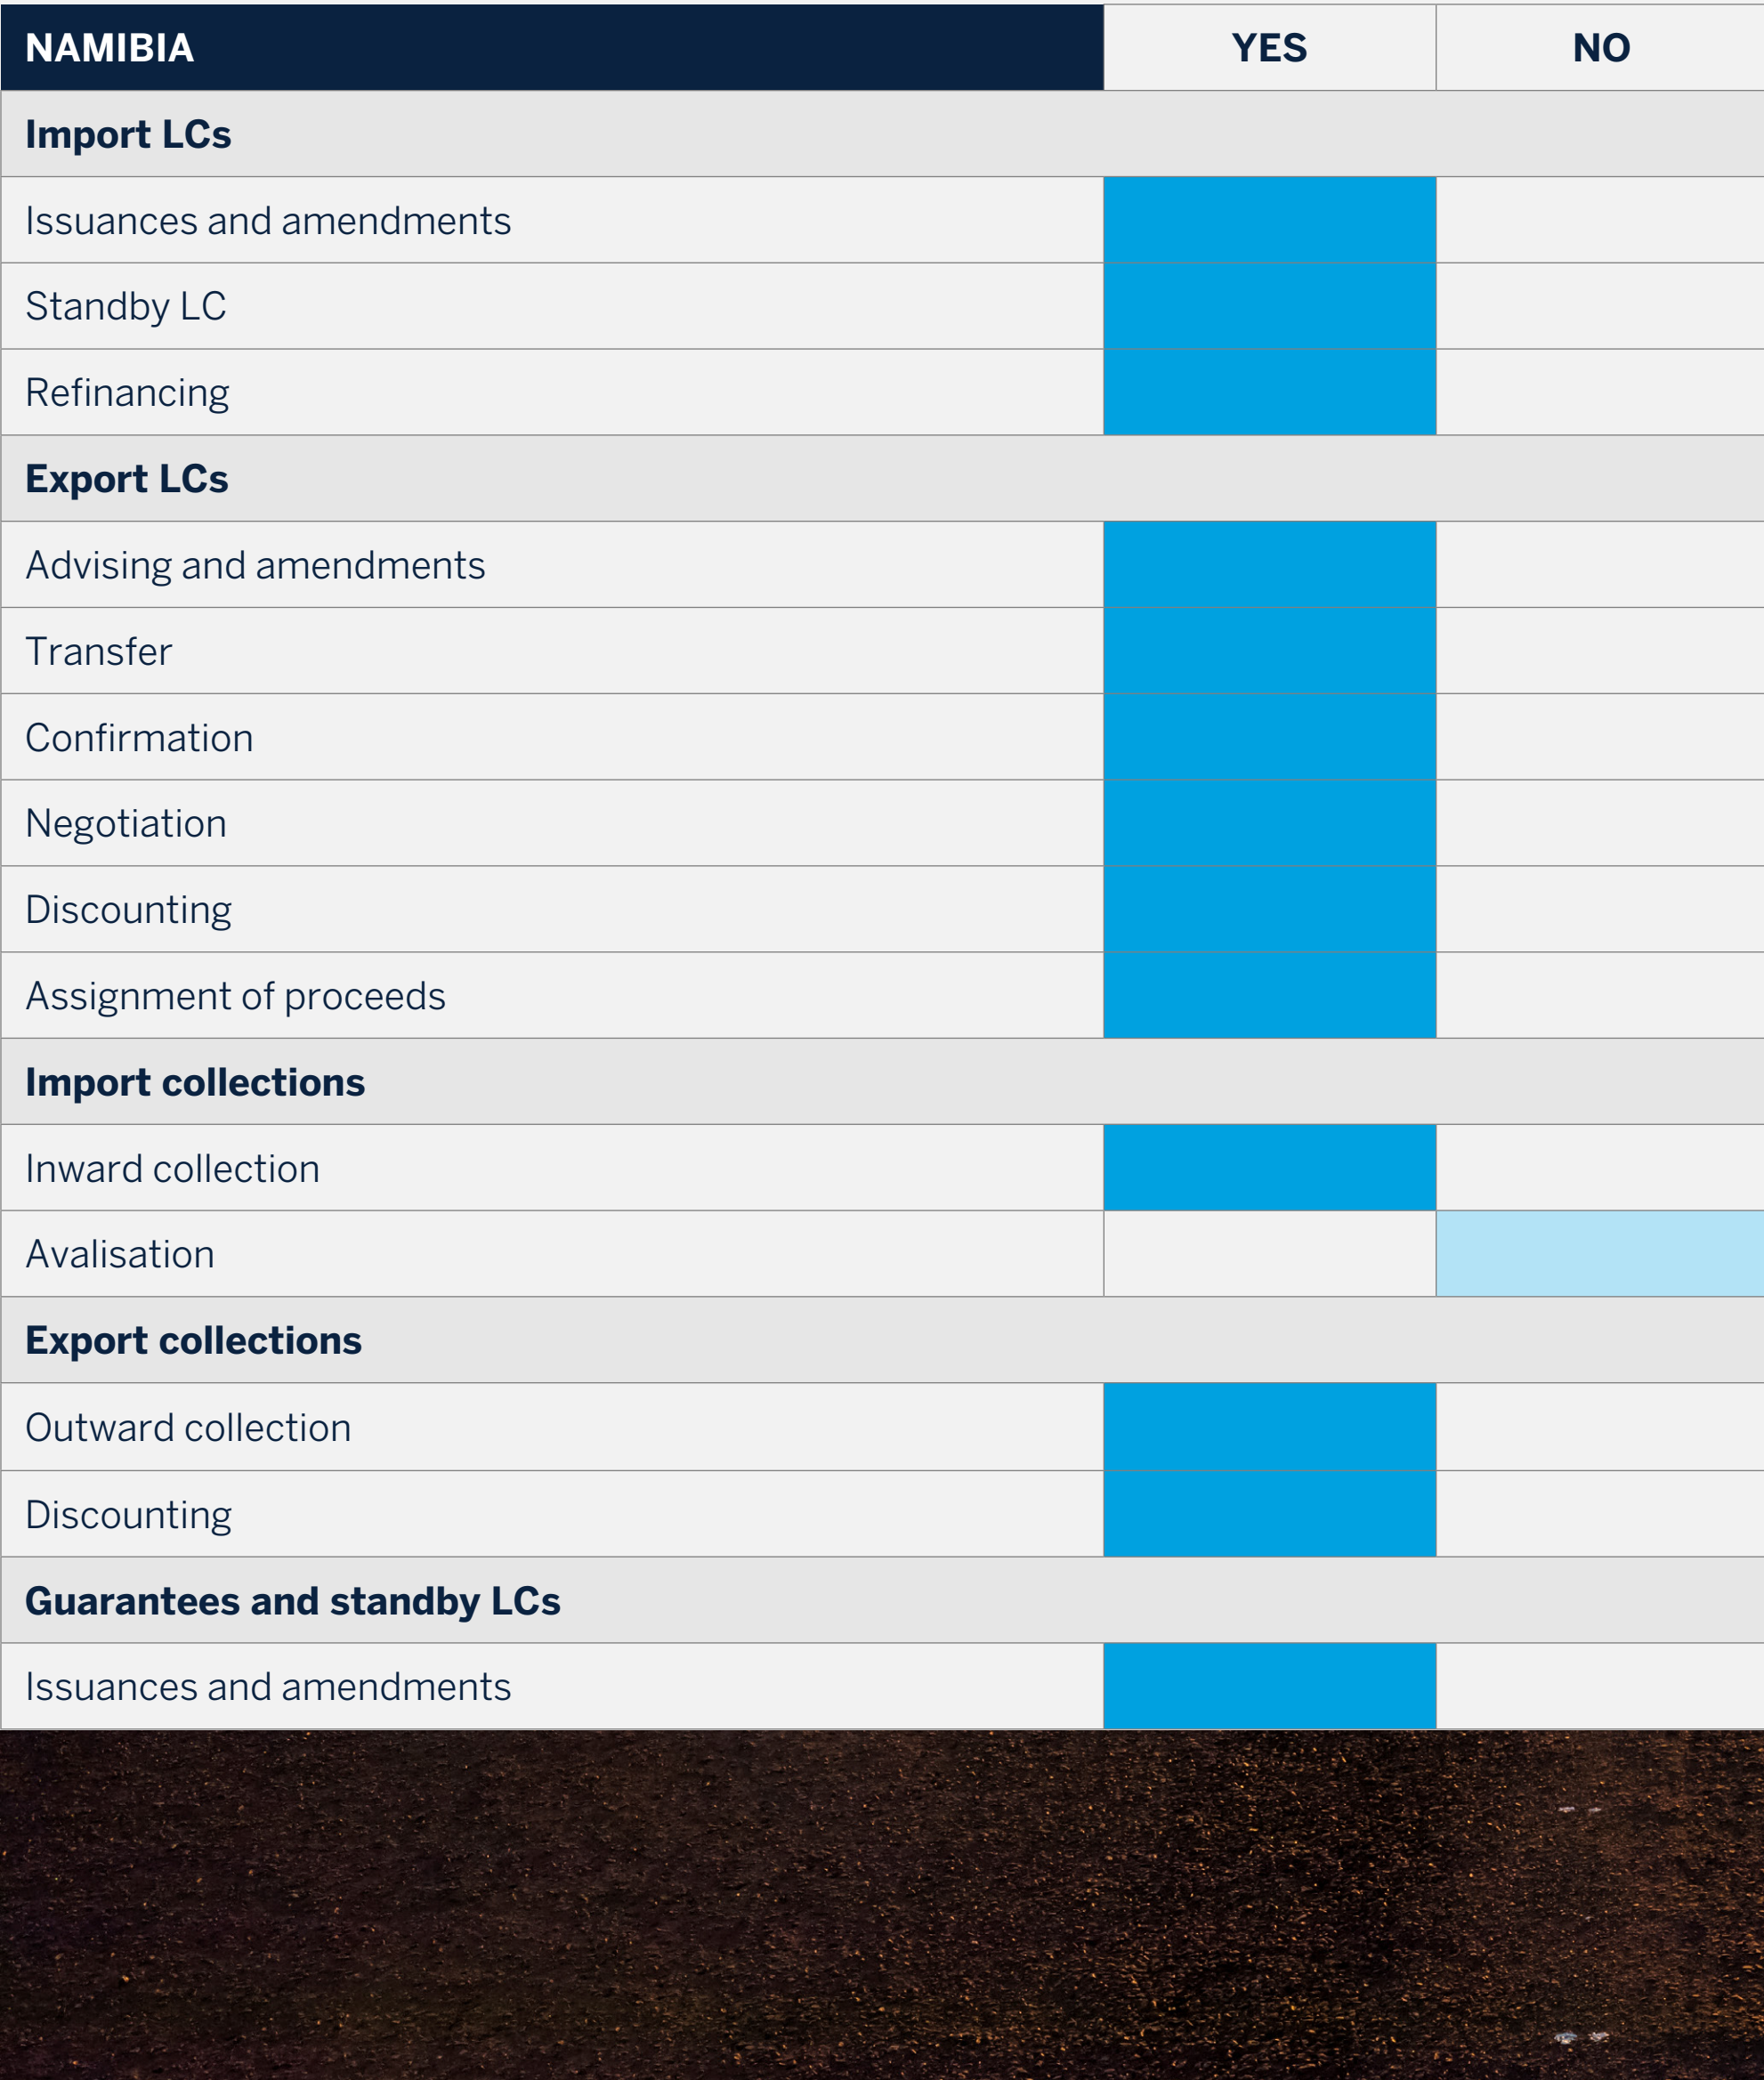 NAMIBIA YES NO
Import LCs
Issuances and amendments
Standby LC
Refinancing
Export LCs
Advising and amendments
Transfer
Confirmation
Negotiation
Discounting
Assignment of proceeds
Import collections
Inward collection
Avalisation
Export collections
Outward collection
Discounting
Guarantees and standby LCs
Issuances and amendments